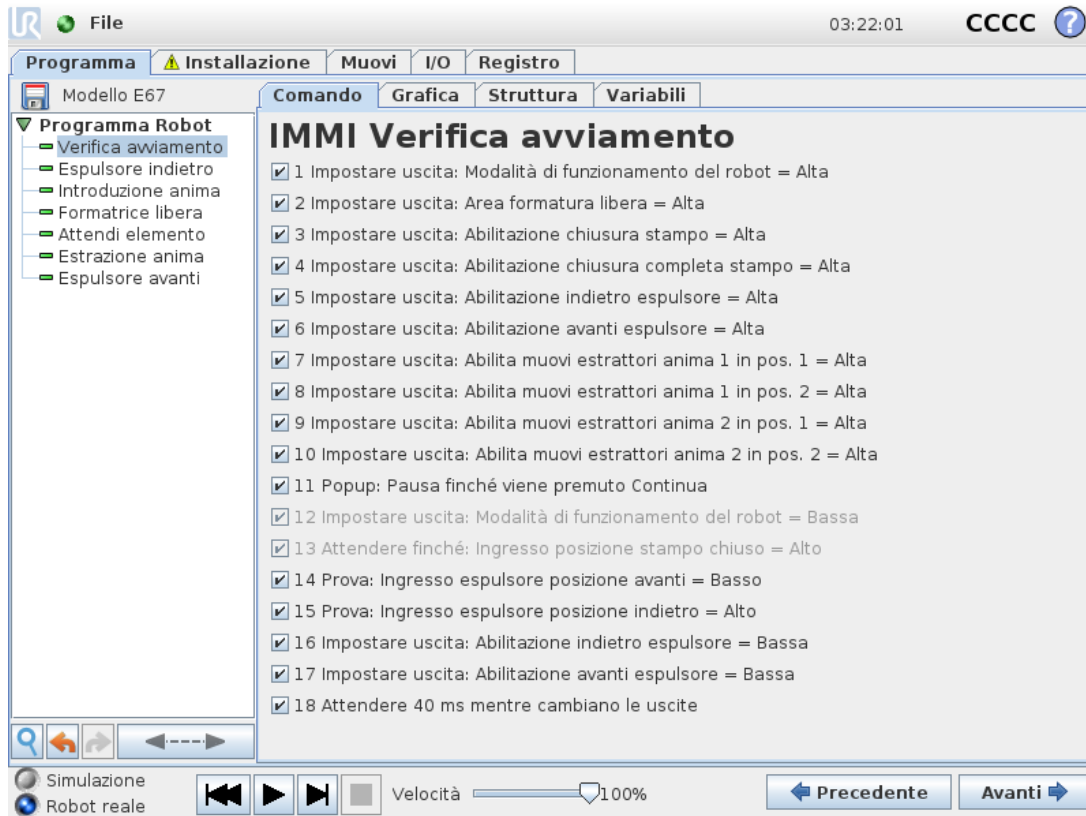 UR File 03:22:01 CCCC ?
Programma Installazione Muovi I/O Registro
Modello E67
Comando Grafica Struttura Variabili
Programma Robot
Verifica avviamento
Espulsore indietro
Introduzione anima
Formatrice libera
Attendi elemento
Estrazione anima
Espulsore avanti
IMMI Verifica avviamento
1 Impostare uscita: Modalità di funzionamento del robot = Alta
2 Impostare uscita: Area formatura libera = Alta
3 Impostare uscita: Abilitazione chiusura stampo = Alta
4 Impostare uscita: Abilitazione chiusura completa stampo = Alta
5 Impostare uscita: Abilitazione indietro espulsore = Alta
6 Impostare uscita: Abilitazione avanti espulsore = Alta
7 Impostare uscita: Abilita muovi estrattori anima 1 in pos. 1 = Alta
8 Impostare uscita: Abilita muovi estrattori anima 1 in pos. 2 = Alta
9 Impostare uscita: Abilita muovi estrattori anima 2 in pos. 1 = Alta
10 Impostare uscita: Abilita muovi estrattori anima 2 in pos. 2 = Alta
11 Popup: Pausa finché viene premuto Continua
12 Impostare uscita: Modalità di funzionamento del robot = Bassa
13 Attendere finché: Ingresso posizione stampo chiuso = Alto
14 Prova: Ingresso espulsore posizione avanti = Basso
15 Prova: Ingresso espulsore posizione indietro = Alto
16 Impostare uscita: Abilitazione indietro espulsore = Bassa
17 Impostare uscita: Abilitazione avanti espulsore = Bassa
18 Attendere 40 ms mentre cambiano le uscite
Simulazione
Robot reale
Velocità 100%
Precedente Avanti